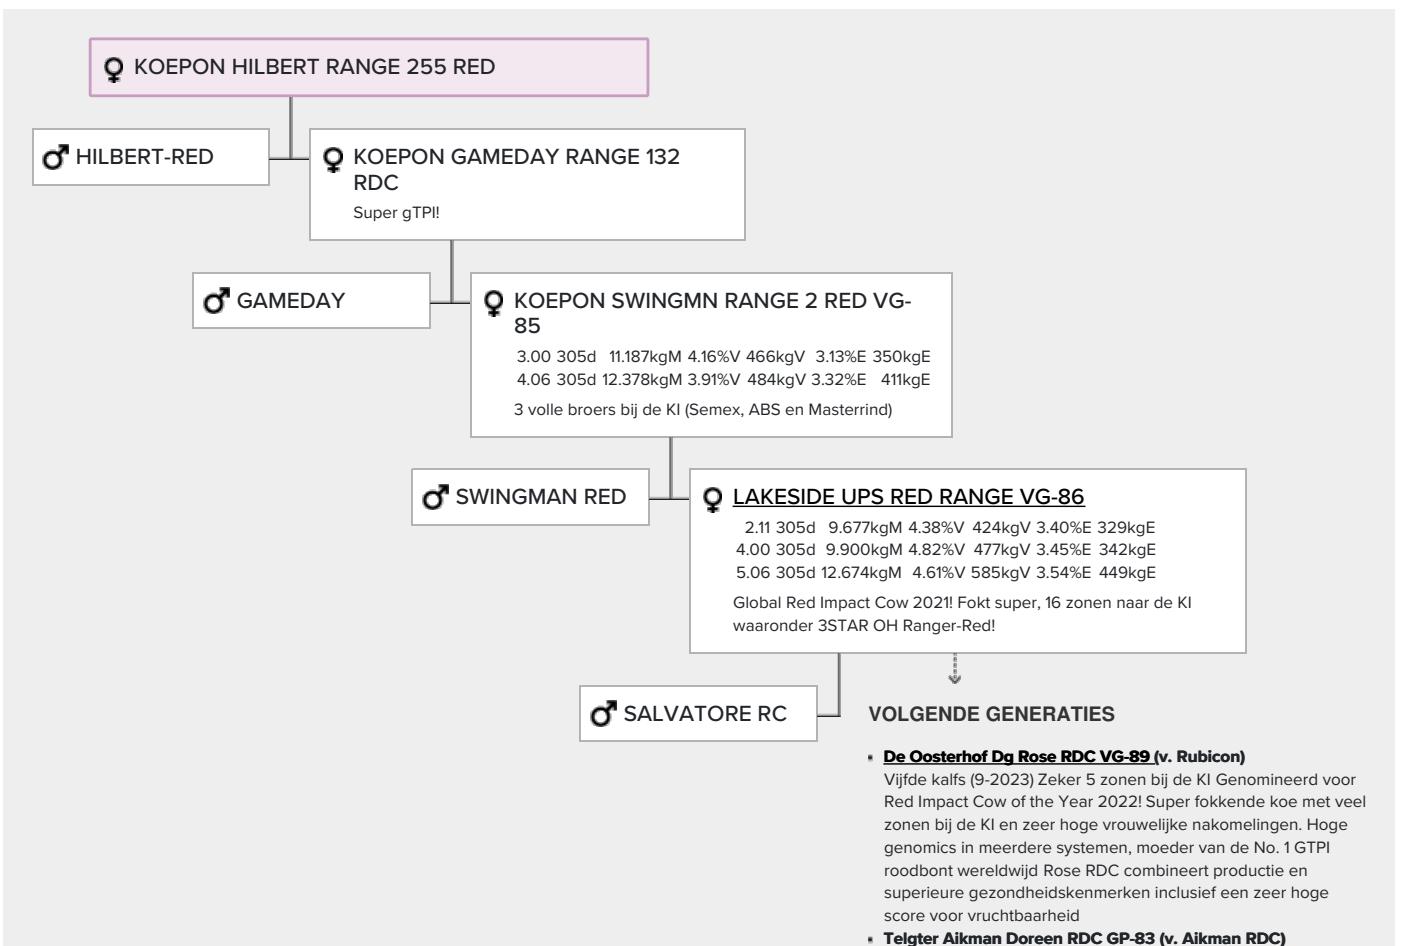 KOEPON HILBERT RANGE 255 RED
HILBERT-RED
KOEPON GAMEDAY RANGE 132
RDC
Super gTPI!
GAMEDAY
KOEPON SWINGMN RANGE 2 RED VG-
85
3.00 305d 11.187kgM 4.16%V 466kgV 3.13%E 350kgE
4.06 305d 12.378kgM 3.91%V 484kgV 3.32%E 411kgE
3 volle broers bij de KI (Semex, ABS en Masterrind)
SWINGMAN RED
LAKESIDE UPS RED RANGE VG-86
2.11 305d 9.677kgM 4.38%V 424kgV 3.40%E 329kgE
4.00 305d 9.900kgM 4.82%V 477kgV 3.45%E 342kgE
5.06 305d 12.674kgM 4.61%V 585kgV 3.54%E 449kgE
Global Red Impact Cow 2021! Fokt super, 16 zonen naar de KI
waaronder 3STAR OH Ranger-Red!
SALVATORE RC
VOLGENDE GENERATIES
▪ De Oosterhof Dg Rose RDC VG-89 (v. Rubicon)
Vijfde kalfs (9-2023) Zeker 5 zonen bij de KI Genomineerd voor
Red Impact Cow of the Year 2022! Super fokkende koe met veel
zonen bij de KI en zeer hoge vrouwelijke nakomelingen. Hoge
genomics in meerdere systemen, moeder van de No. 1 GTPI
roodbont wereldwijd Rose RDC combineert productie en
superieure gezondheidskenmerken inclusief een zeer hoge
score voor vruchtbaarheid
▪ Telgter Aikman Doreen RDC GP-83 (v. Aikman RDC)